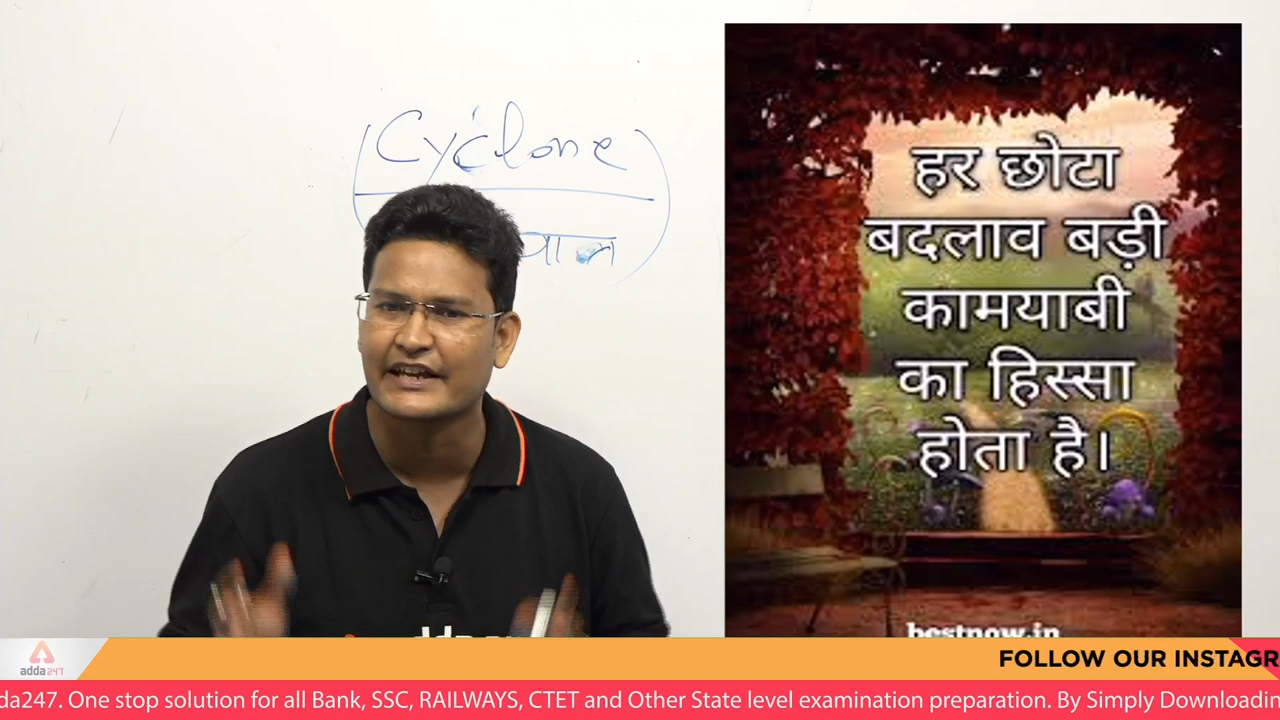 Cyclone
हर छोटा
बदलाव बड़ी
कामयाबी
का हिस्सा
होता है।
bestnow.in
FOLLOW OUR INSTAGR
adda247
da247. One stop solution for all Bank, SSC, RAILWAYS, CTET and Other State level examination preparation. By Simply Downloadin